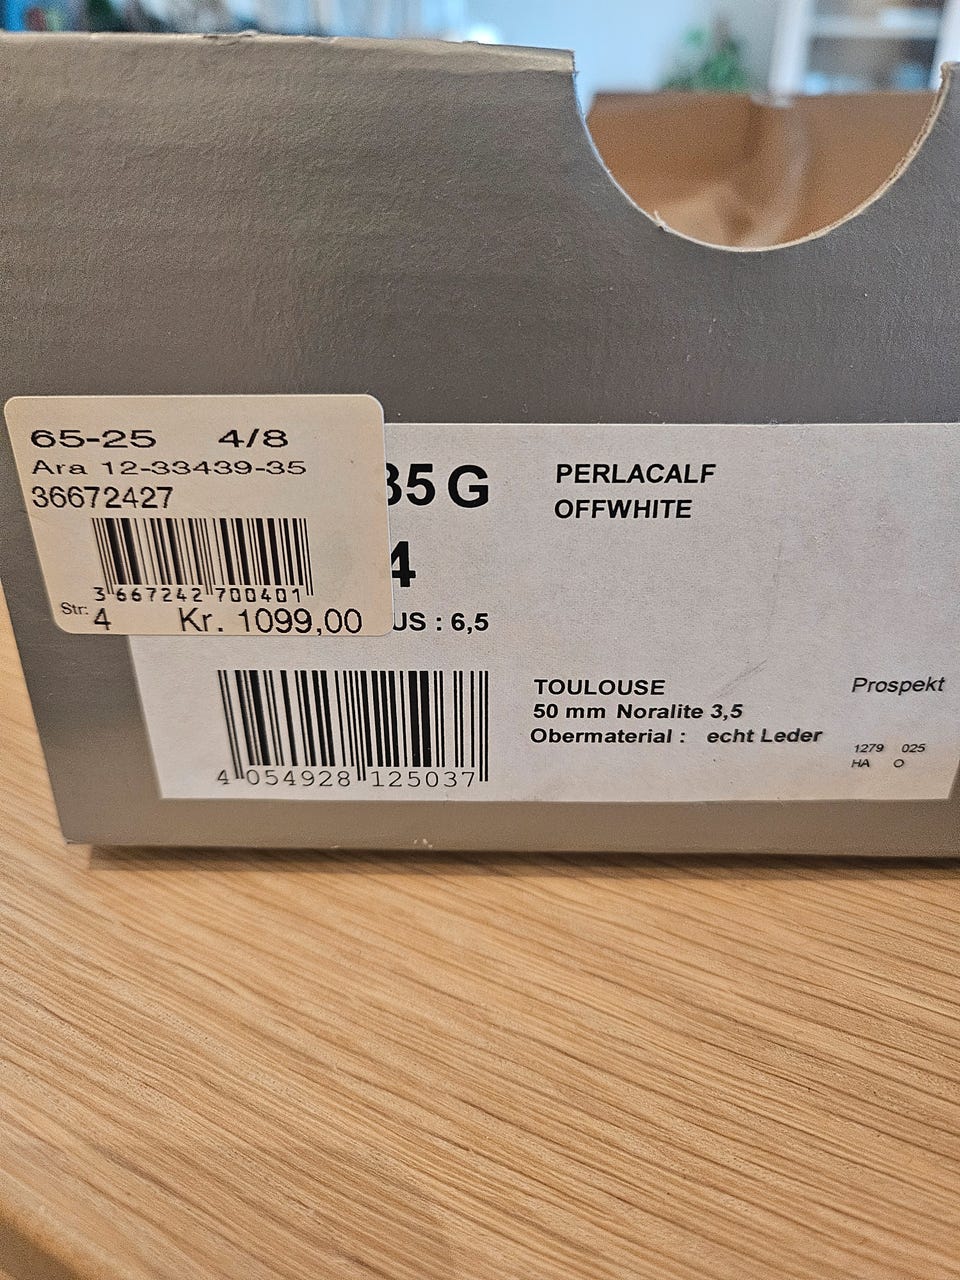 65-25 4/8
Ara 12-33439-35
36672427
3 667242 700401
Str: 4 Kr. 1099,00
35 G
4
US : 6,5
4 054928 125037
PERLACALF
OFFWHITE
TOULOUSE
50 mm Noralite 3,5
Obermaterial : echt Leder
Prospekt
1279 025
HA O